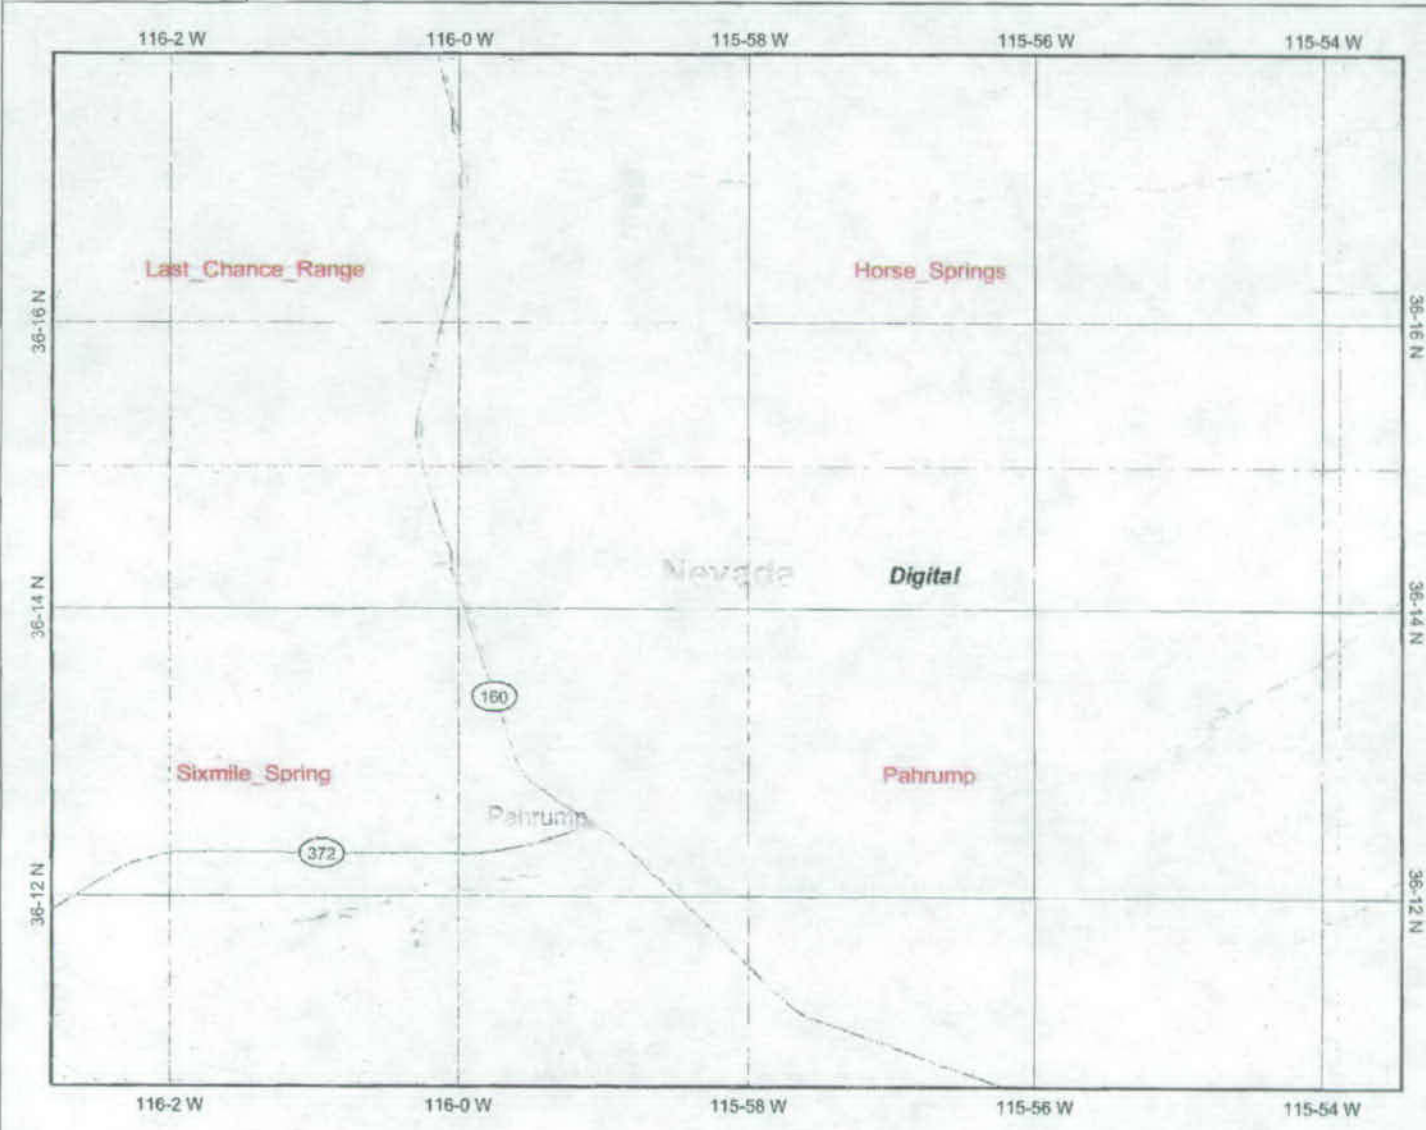 116-2 W 116-0 W 115-58 W 115-56 W 115-54 W
Last_Chance_Range Horse_Springs
36-16 N 36-16 N
Nevada Digital
36-14 N 36-14 N
160
Sixmile_Spring Pahrump
Pahrump
372
36-12 N 36-12 N
116-2 W 116-0 W 115-58 W 115-56 W 115-54 W